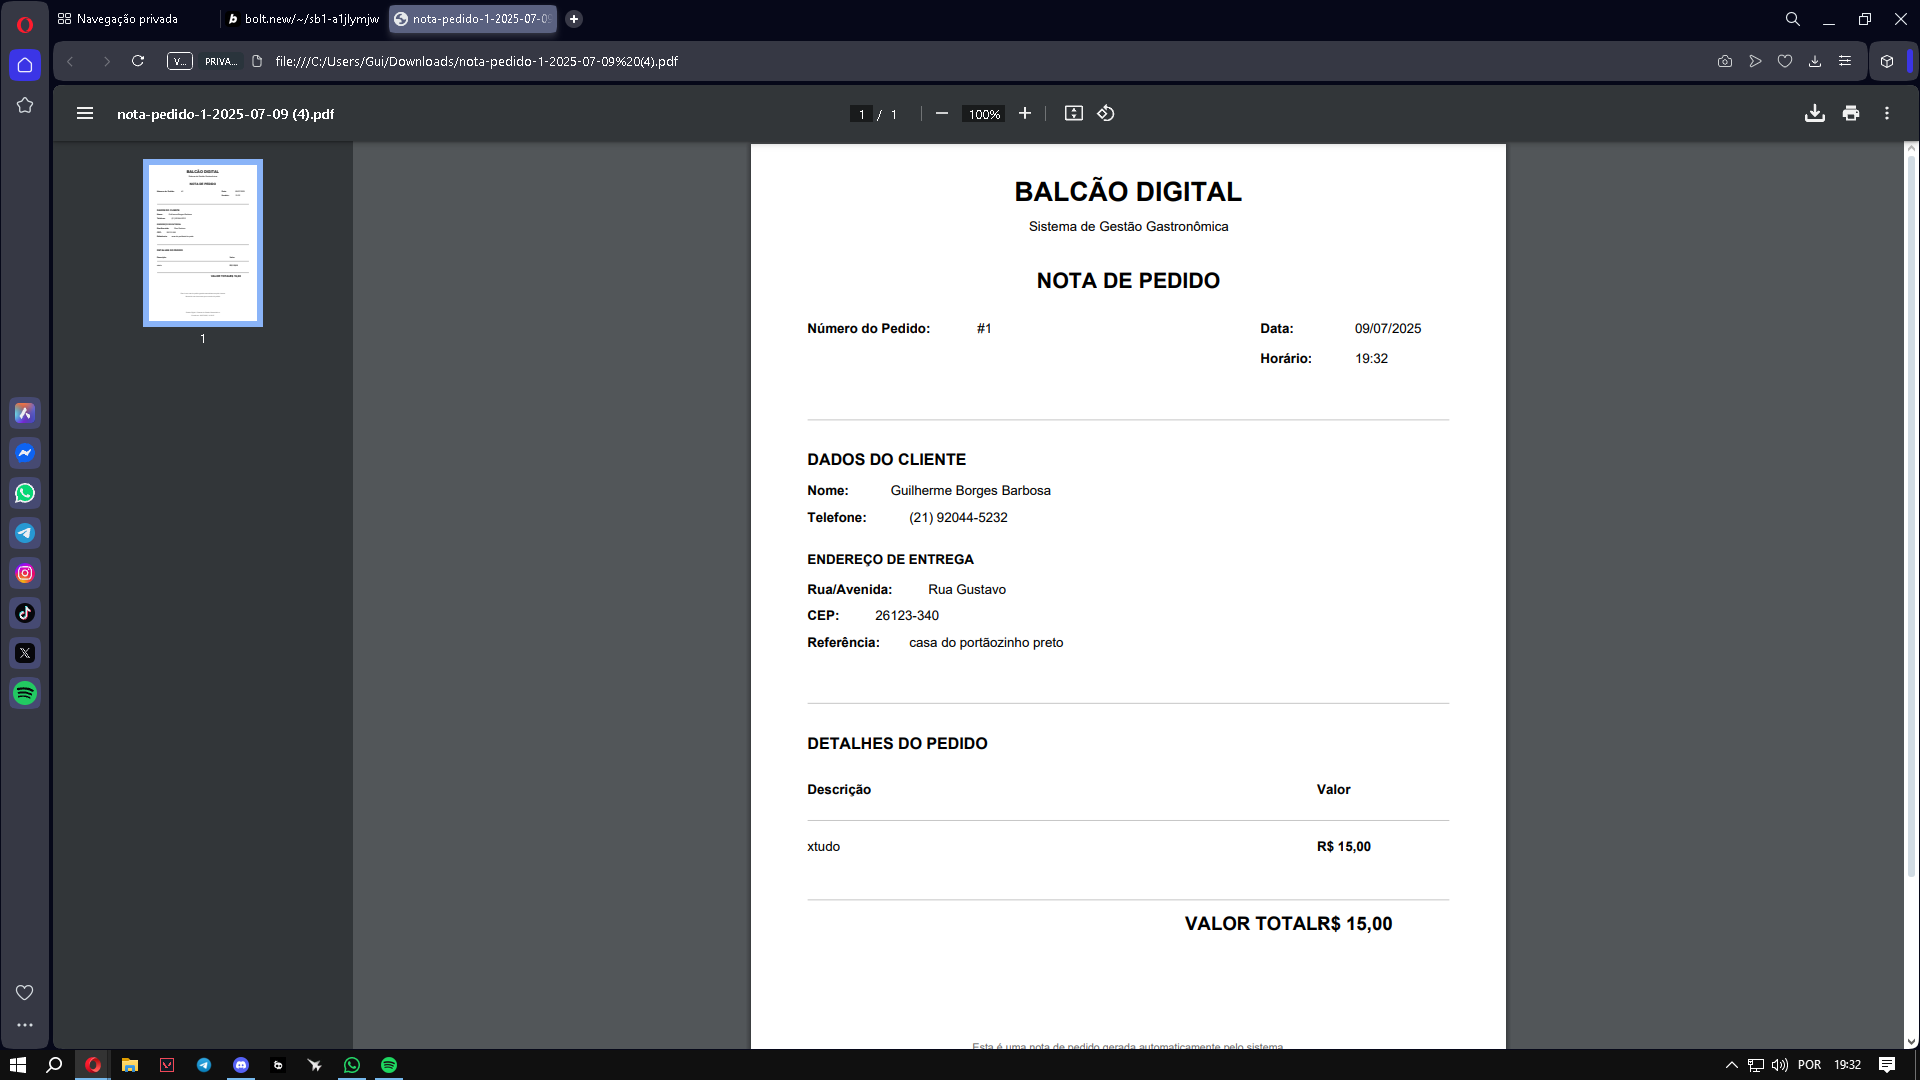 Navegação privada
bolt.new/~/sb1-a1jlymjw
nota-pedido-1-2025-07-09
V...
PRIVA...
file:///C:/Users/Gui/Downloads/nota-pedido-1-2025-07-09%20(4).pdf
nota-pedido-1-2025-07-09 (4).pdf
1 / 1
100%
1
BALCÃO DIGITAL
Sistema de Gestão Gastronômica
NOTA DE PEDIDO
Número do Pedido: #1
Data: 09/07/2025
Horário: 19:32
DADOS DO CLIENTE
Nome: Guilherme Borges Barbosa
Telefone: (21) 92044-5232
ENDEREÇO DE ENTREGA
Rua/Avenida: Rua Gustavo
CEP: 26123-340
Referência: casa do portãozinho preto
DETALHES DO PEDIDO
Descrição Valor
xtudo R$ 15,00
VALOR TOTALR$ 15,00
Esta é uma nota de pedido gerada automaticamente pelo sistema
POR
19:32